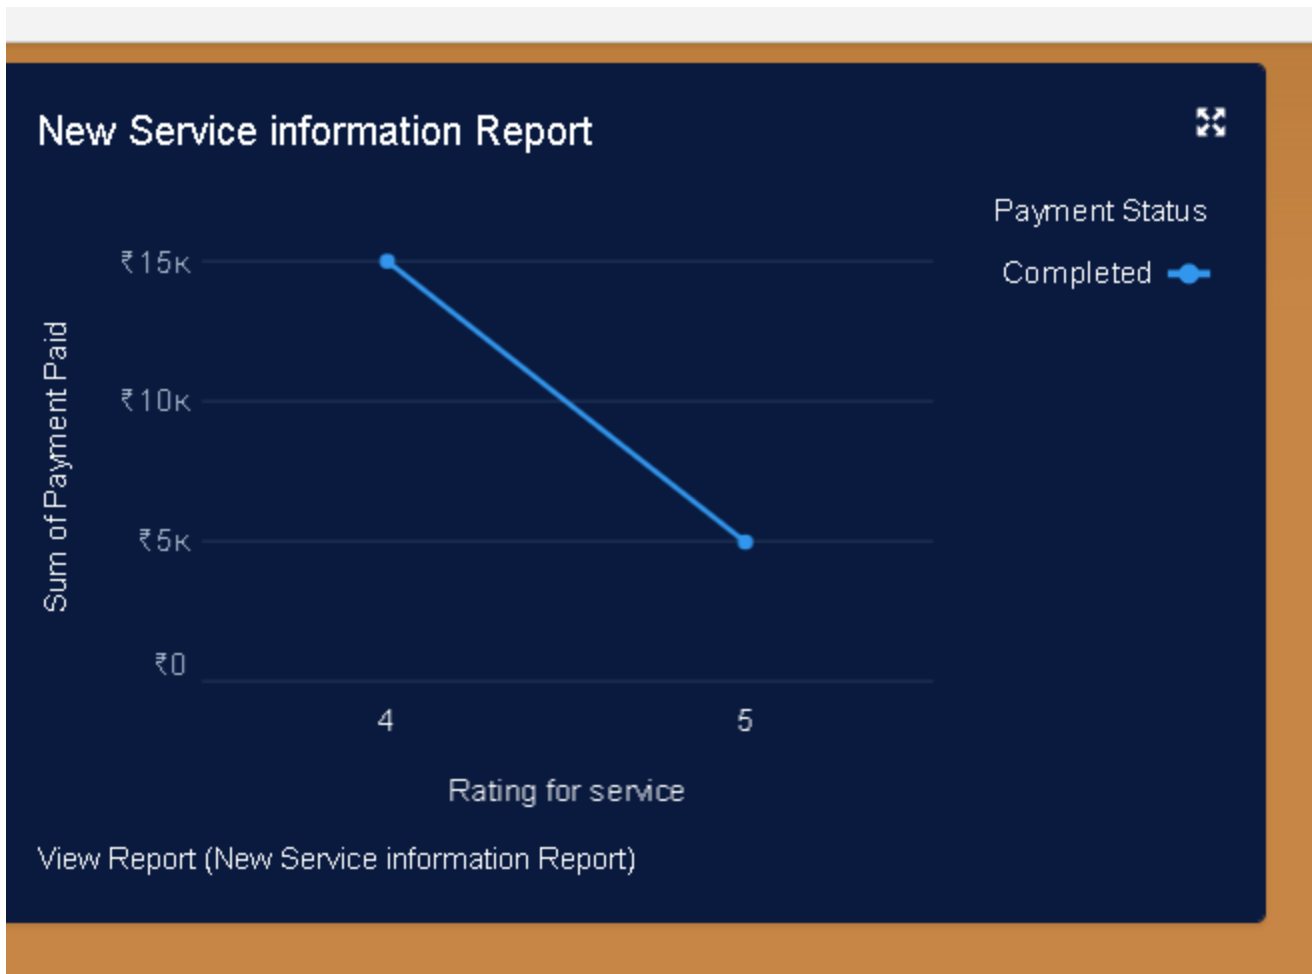 New Service information Report
Payment Status
Completed
Sum of Payment Paid
₹15K
₹10K
₹5K
₹0
4 5
Rating for service
View Report (New Service information Report)